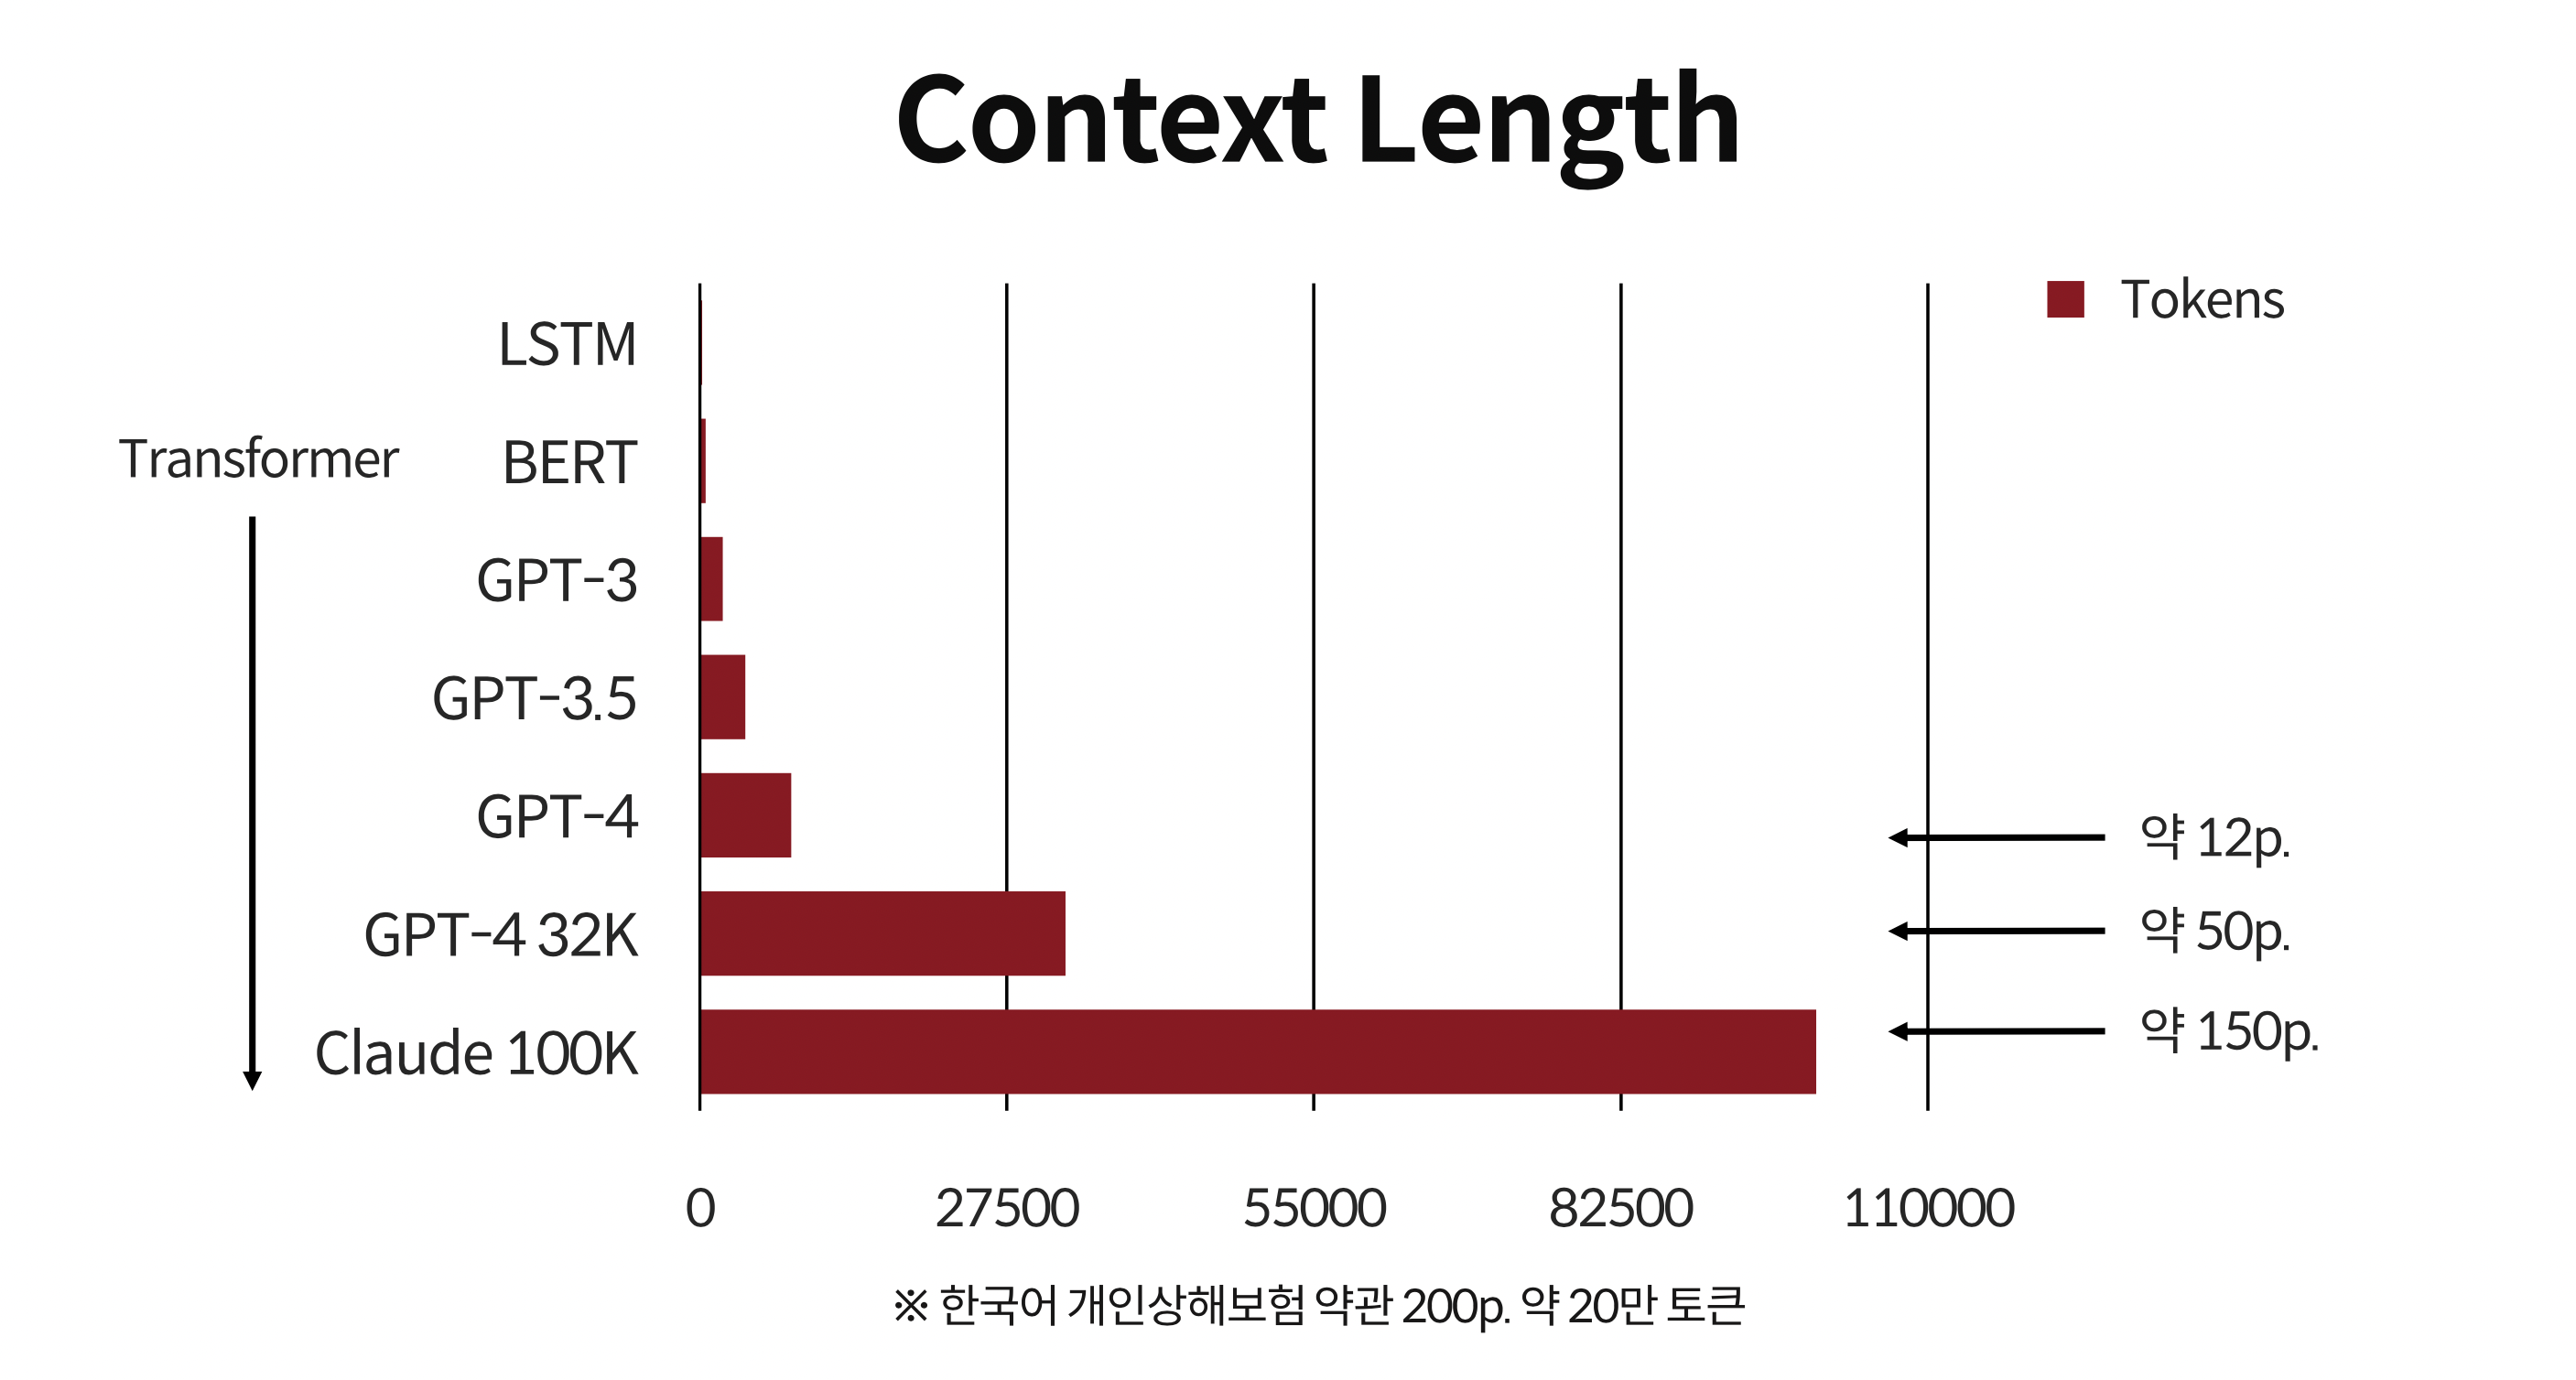 Context Length
Tokens
LSTM
Transformer
BERT
GPT-3
GPT-3.5
GPT-4
약 12p.
GPT-4 32K
약 50p.
Claude 100K
약 150p.
0
27500
55000
82500
110000
※ 한국어 개인상해보험 약관 200p. 약 20만 토큰